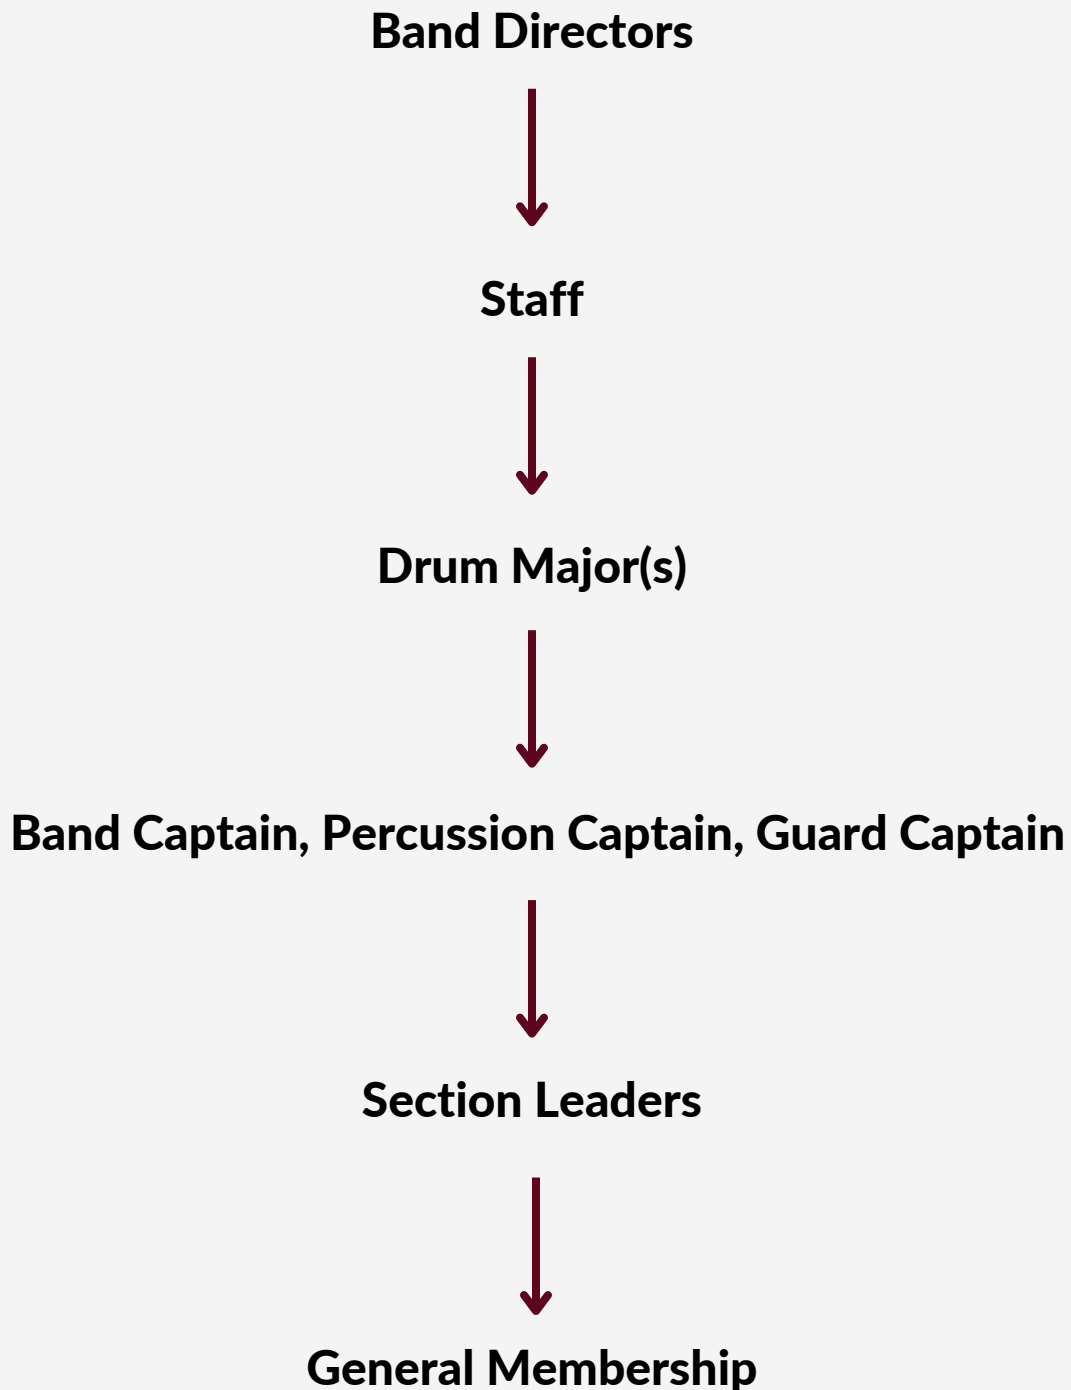 Band Directors
Staff
Drum Major(s)
Band Captain, Percussion Captain, Guard Captain
Section Leaders
General Membership